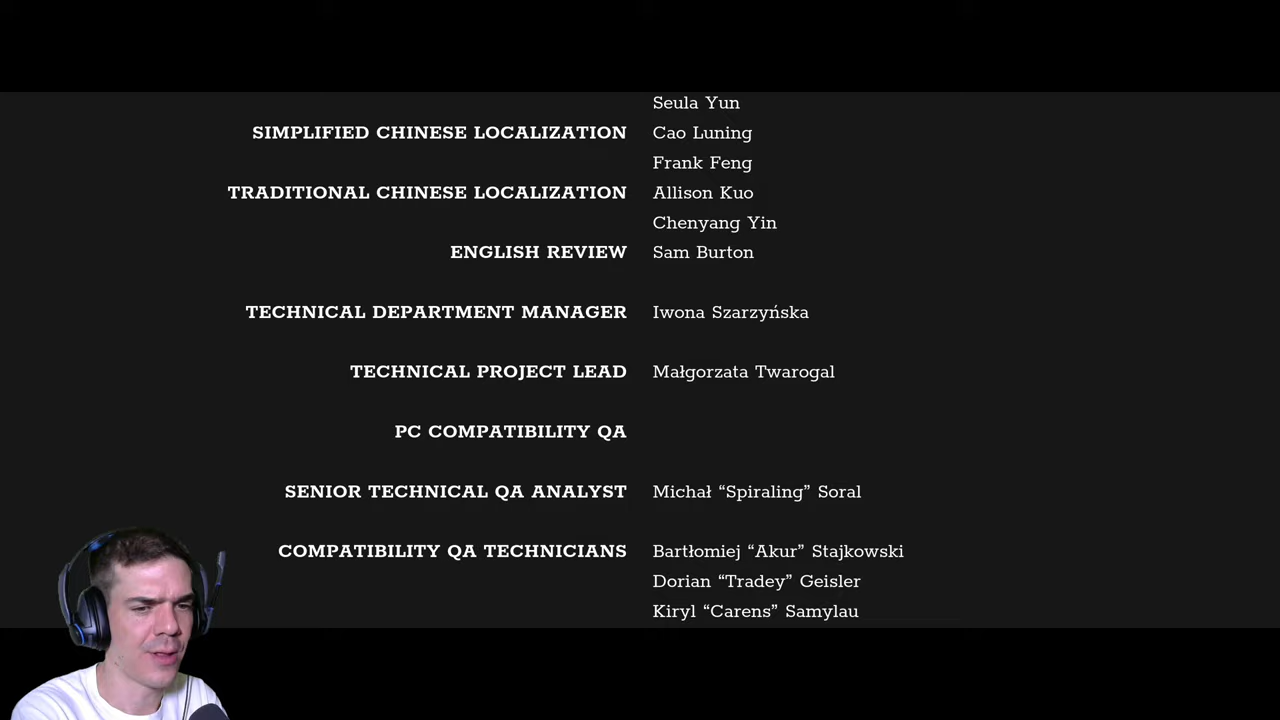 Seula Yun
SIMPLIFIED CHINESE LOCALIZATION Cao Luning
Frank Feng
TRADITIONAL CHINESE LOCALIZATION Allison Kuo
Chenyang Yin
ENGLISH REVIEW Sam Burton
TECHNICAL DEPARTMENT MANAGER Iwona Szarzyńska
TECHNICAL PROJECT LEAD Małgorzata Twarogal
PC COMPATIBILITY QA
SENIOR TECHNICAL QA ANALYST Michał “Spiraling” Soral
COMPATIBILITY QA TECHNICIANS Bartłomiej “Akur” Stajkowski
Dorian “Tradey” Geisler
Kiryl “Carens” Samylau